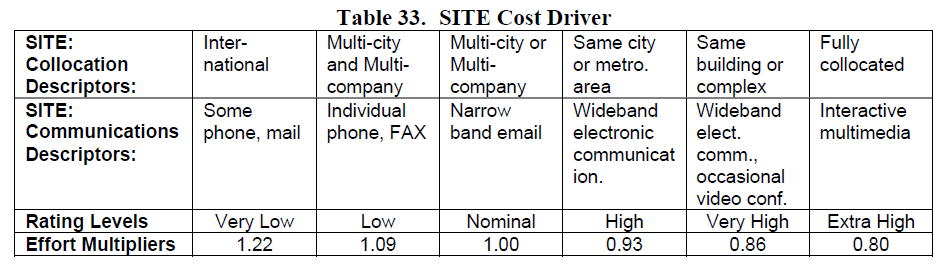 Table 33. SITE Cost Driver
SITE: Collocation Descriptors: | Inter-national | Multi-city and Multi-company | Multi-city or Multi-company | Same city or metro. area | Same building or complex | Fully collocated
SITE: Communications Descriptors: | Some phone, mail | Individual phone, FAX | Narrow band email | Wideband electronic communicat ion. | Wideband elect. comm., occasional video conf. | Interactive multimedia
Rating Levels | Very Low | Low | Nominal | High | Very High | Extra High
Effort Multipliers | 1.22 | 1.09 | 1.00 | 0.93 | 0.86 | 0.80